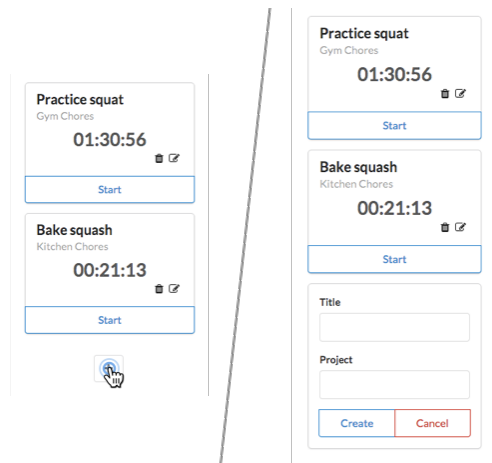 Practice squat
Gym Chores
01:30:56
Start
Bake squash
Kitchen Chores
00:21:13
Start
Practice squat
Gym Chores
01:30:56
Start
Bake squash
Kitchen Chores
00:21:13
Start
Title
Project
Create Cancel